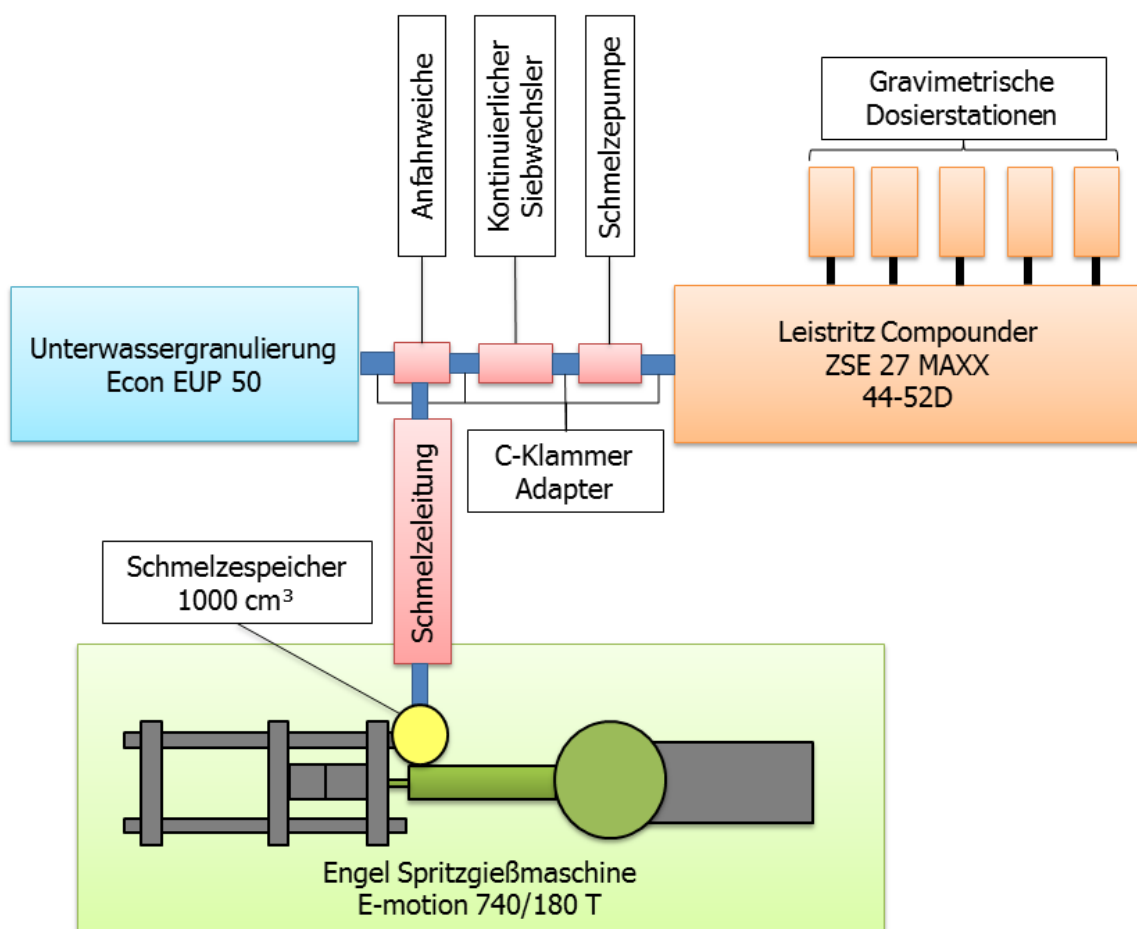 Anfahrweiche
Kontinuierlicher
Siebwechsler
Schmelzepumpe
Gravimetrische
Dosierstationen
Unterwassergranulierung
Econ EUP 50
Leistritz Compounder
ZSE 27 MAXX
44-52D
C-Klammer
Adapter
Schmelzeleitung
Schmelzespeicher
1000 cm³
Engel Spritzgießmaschine
E-motion 740/180 T